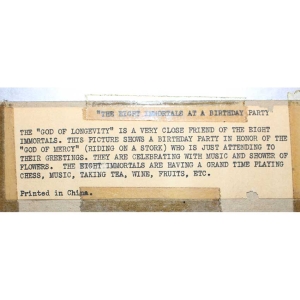 "THE EIGHT IMMORTALS AT A BIRTHDAY PARTY
THE "GOD OF LONGEVITY" IS A VERY CLOSE FRIEND OF THE EIGHT
IMMORTALS. THIS PICTURE SHOWS A BIRTHDAY PARTY IN HONOR OF THE
"GOD OF MERCY" (RIDING ON A STORK) WHO IS JUST ATTENDING TO
THEIR GREETINGS. THEY ARE CELEBRATING WITH MUSIC AND SHOWER OF
FLOWERS. THE EIGHT IMMORTALS ARE HAVING A GRAND TIME PLAYING
CHESS, MUSIC, TAKING TEA, WINE, FRUITS, ETC.
Printed in China.